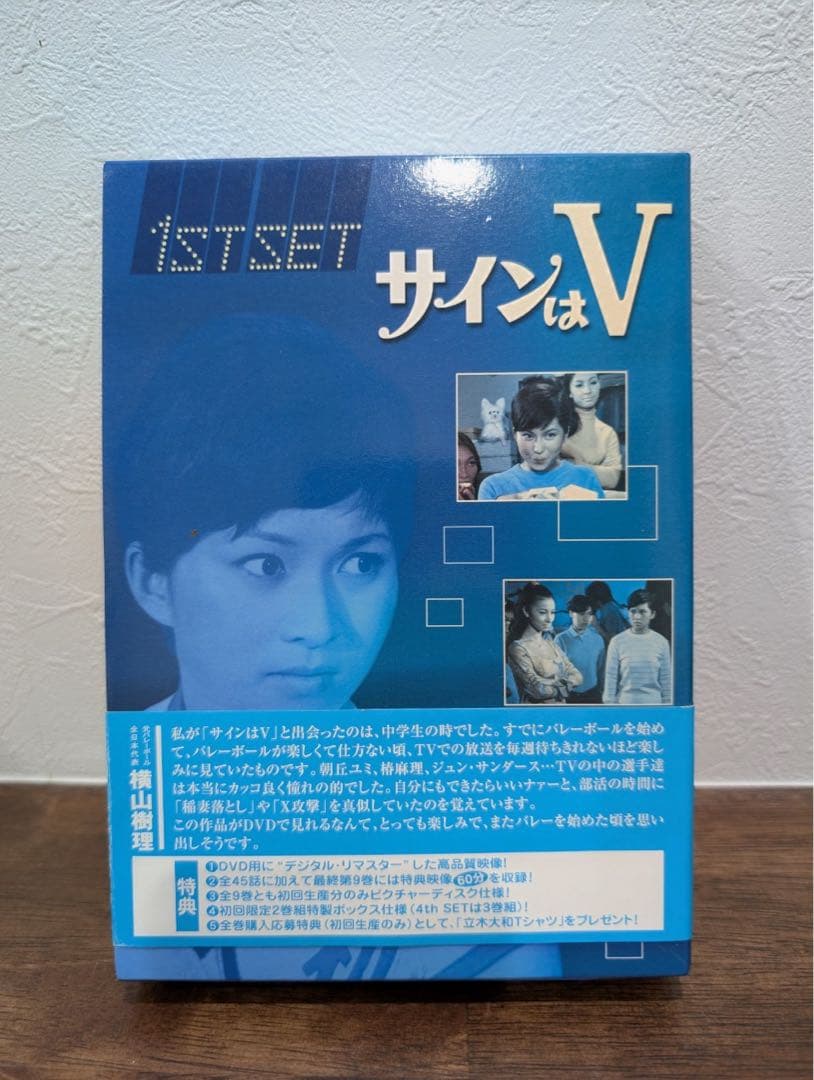 1ST SET
サインはV
元バレーボール
全日本代表
横山樹理
私が「サインはV」と出会ったのは、中学生の時でした。すでにバレーボールを始め
て、バレーボールが楽しくて仕方ない頃、TVでの放送を毎週待ちきれないほど楽し
みに見ていたものです。朝丘ユミ、椿麻理、ジュン・サンダース…TVの中の選手達
は本当にカッコ良く憧れの的でした。自分にもできたらいいナァーと、部活の時間に
「稲妻落とし」や「X攻撃」を真似していたのを覚えています。
この作品がDVDで見れるなんて、とっても楽しみで、またバレーを始めた頃を思い
出しそうです。
特典
❶DVD用に“デジタル・リマスター”した高品質映像!
❷全45話に加えて最終第9巻には特典映像60分を収録!
❸全9巻とも初回生産分のみピクチャーディスク仕様!
❹初回限定2巻組特製ボックス仕様(4th SETは3巻組)!
❺全巻購入応募特典(初回生産のみ)として、「立木大和Tシャツ」をプレゼント!